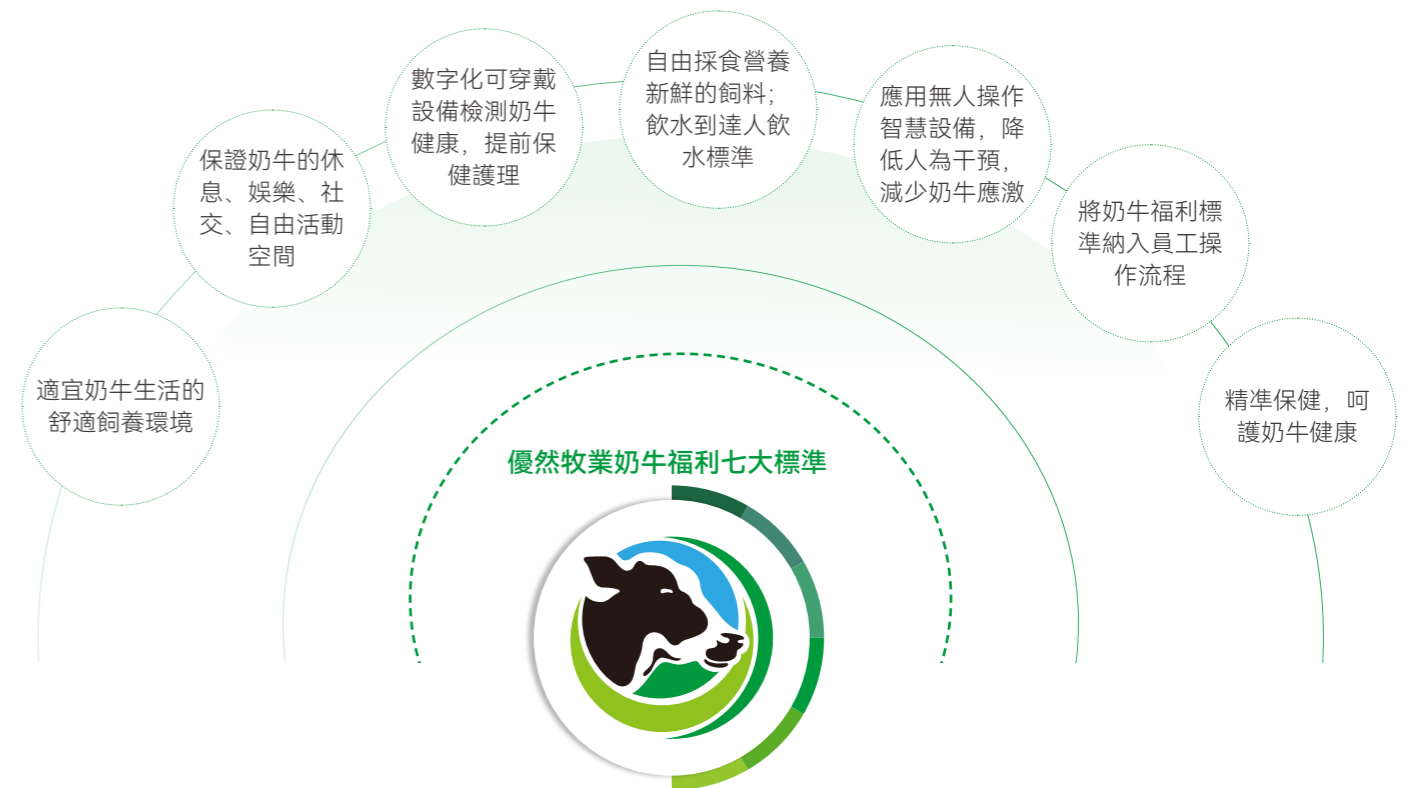 適宜奶牛生活的
舒適飼養環境
保證奶牛的休
息、娛樂、社
交、自由活動
空間
數字化可穿戴
設備檢測奶牛
健康，提前保
健護理
自由採食營養
新鮮的飼料；
飲水到達人飲
水標準
應用無人操作
智慧設備，降
低人為干預，
減少奶牛應激
將奶牛福利標
準納入員工操
作流程
精準保健，呵
護奶牛健康
優然牧業奶牛福利七大標準